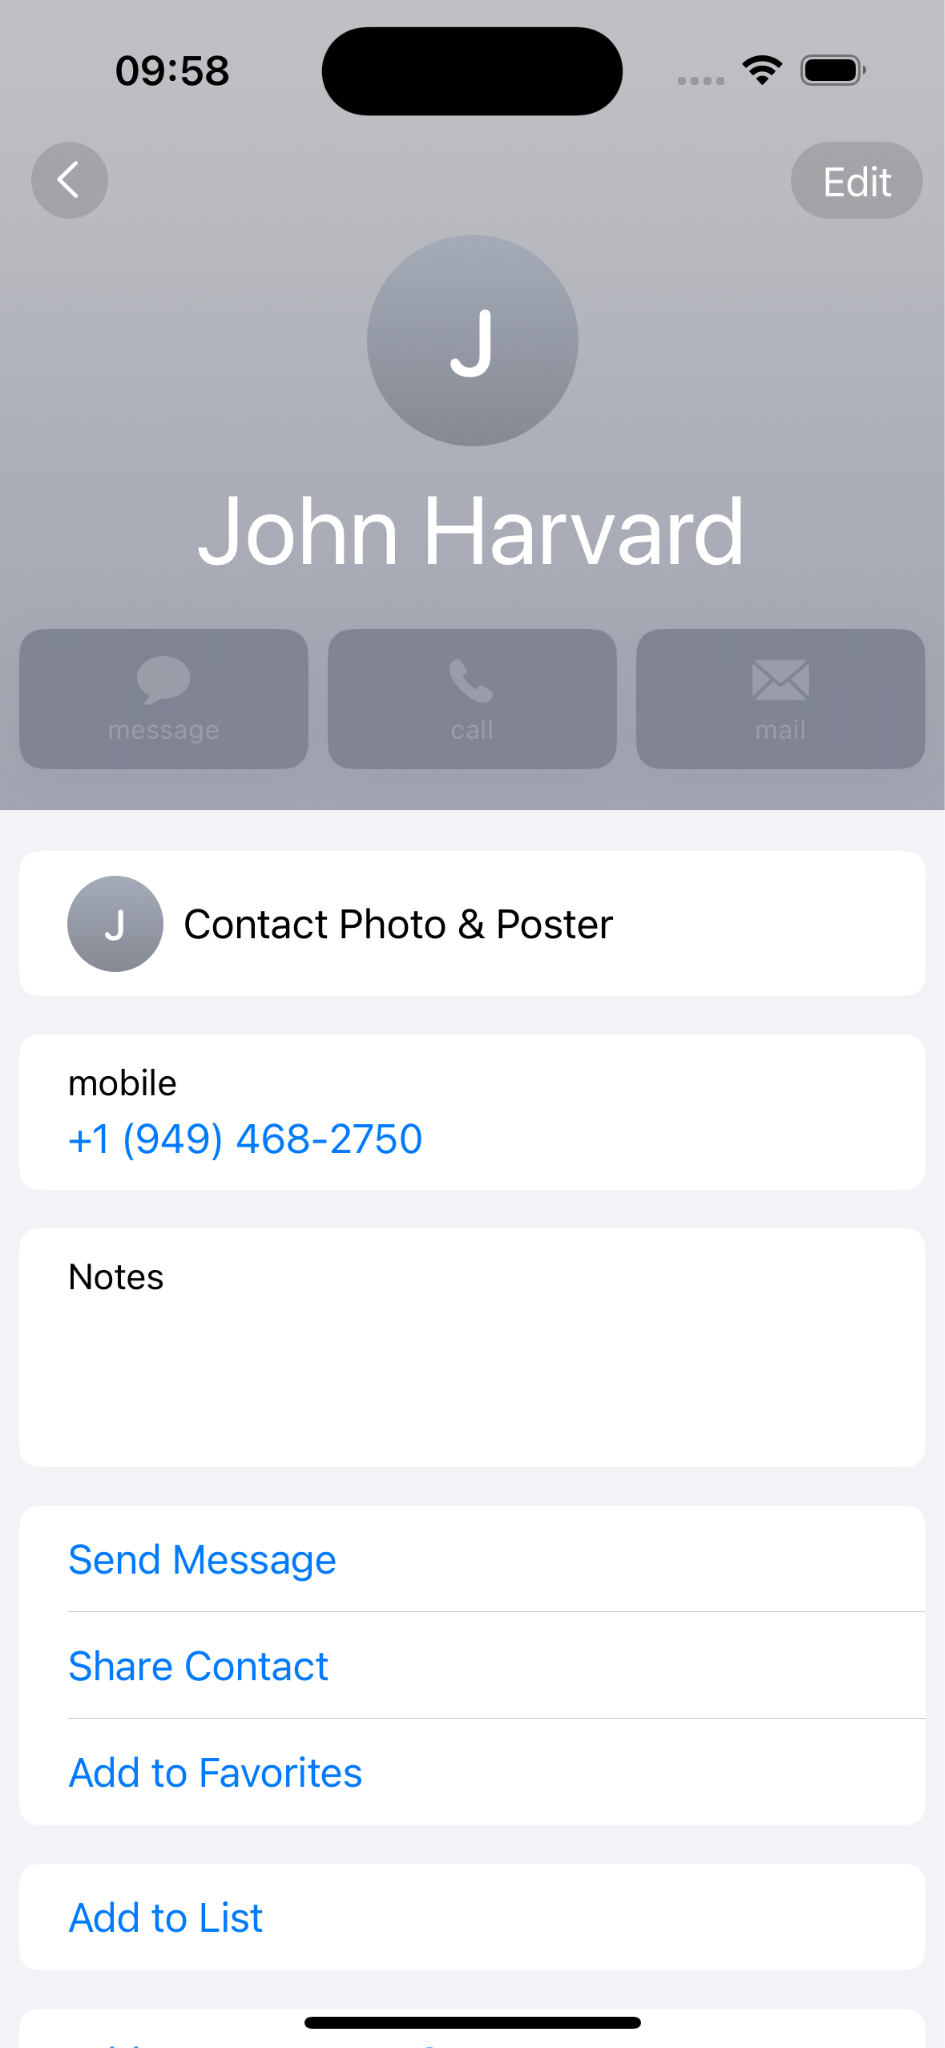 09:58
Edit
J
John Harvard
message
call
mail
J
Contact Photo & Poster
mobile
+1 (949) 468-2750
Notes
Send Message
Share Contact
Add to Favorites
Add to List